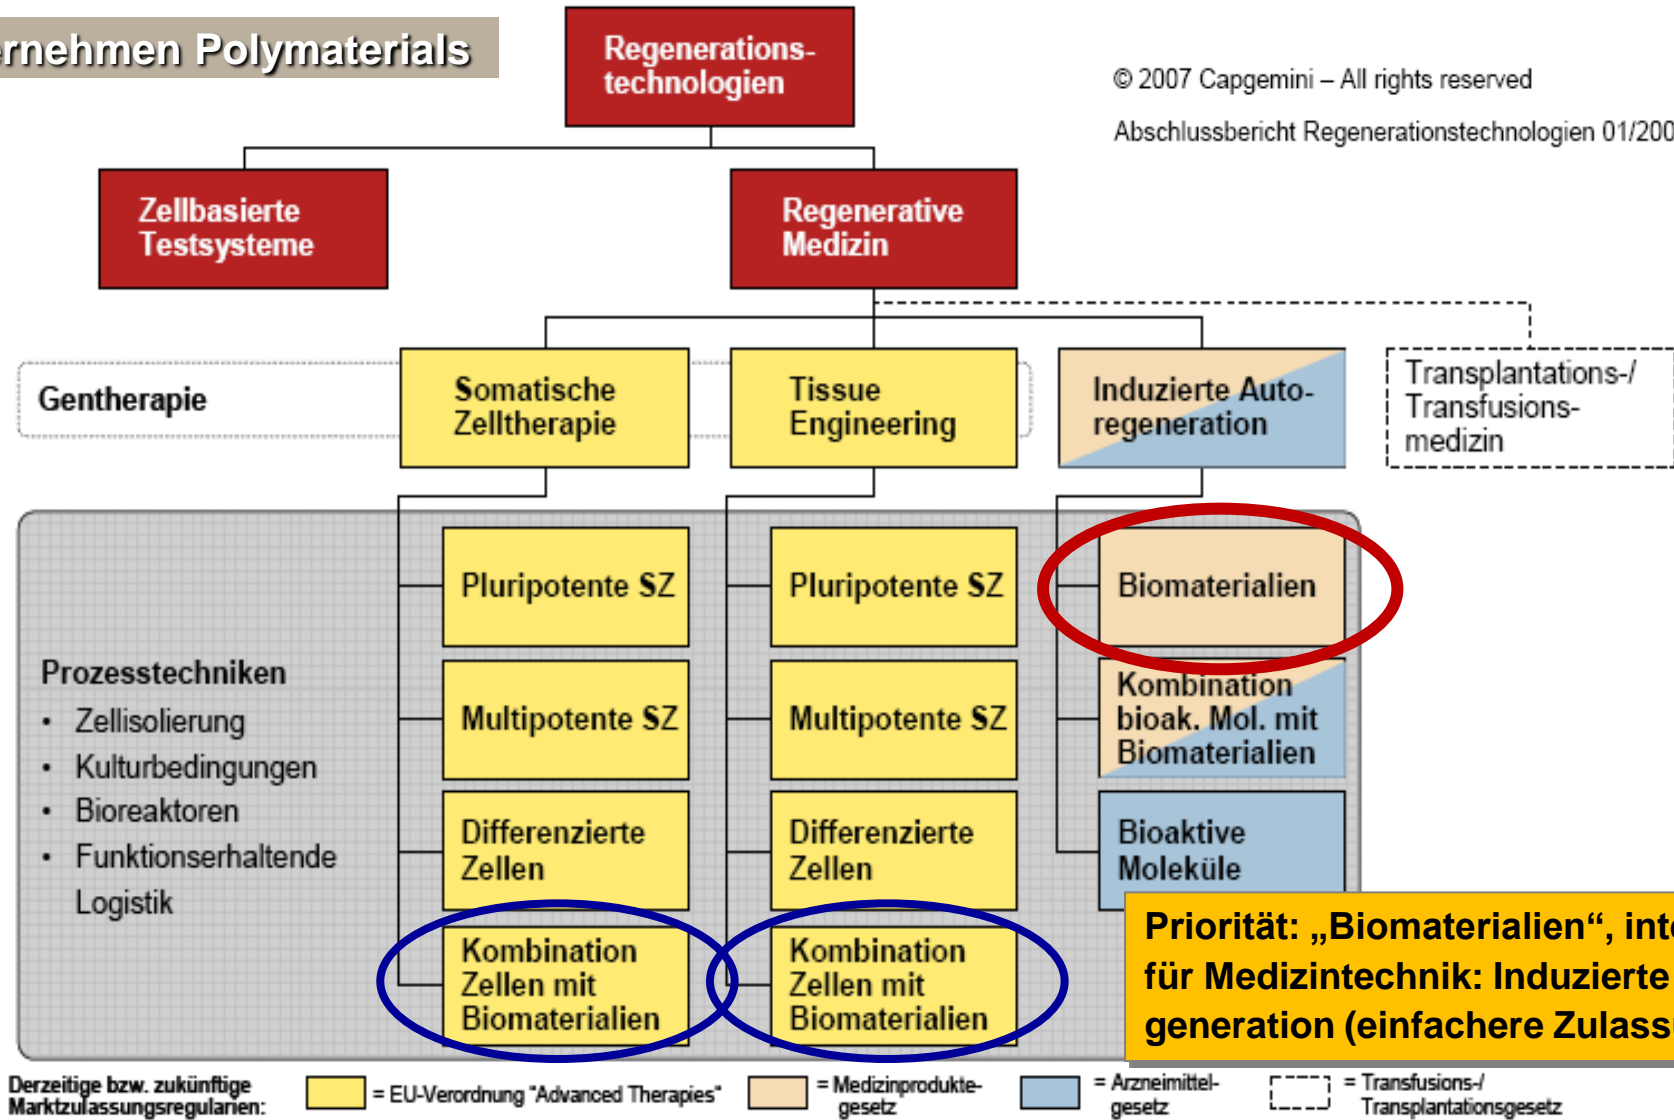 ernehmen Polymaterials
Regenerations-
technologien
© 2007 Capgemini – All rights reserved
Abschlussbericht Regenerationstechnologien 01/200
Zellbasierte
Testsysteme
Regenerative
Medizin
Gentherapie
Somatische
Zelltherapie
Tissue
Engineering
Induzierte Auto-
regeneration
Transplantations-/
Transfusions-
medizin
Prozesstechniken
• Zellisolierung
• Kulturbedingungen
• Bioreaktoren
• Funktionserhaltende
Logistik
Pluripotente SZ
Multipotente SZ
Differenzierte
Zellen
Kombination
Zellen mit
Biomaterialien
Pluripotente SZ
Multipotente SZ
Differenzierte
Zellen
Kombination
Zellen mit
Biomaterialien
Biomaterialien
Kombination
bioak. Mol. mit
Biomaterialien
Bioaktive
Moleküle
Priorität: „Biomaterialien“, inte
für Medizintechnik: Induzierte
generation (einfachere Zulass
Derzeitige bzw. zukünftige
Marktzulassungsregularien:
= EU-Verordnung "Advanced Therapies"
= Medizinprodukte-
gesetz
= Arzneimittel-
gesetz
= Transfusions-/
Transplantationsgesetz